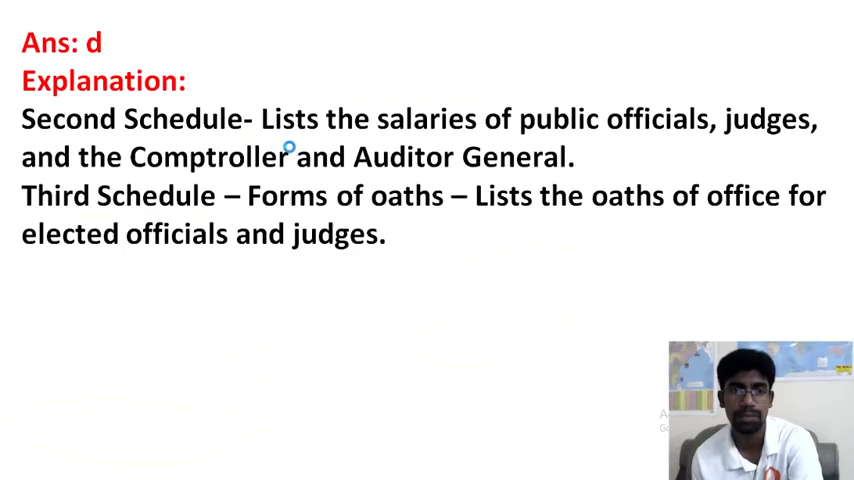 Ans: d
Explanation:
Second Schedule- Lists the salaries of public officials, judges,
and the Comptroller and Auditor General.
Third Schedule – Forms of oaths – Lists the oaths of office for
elected officials and judges.